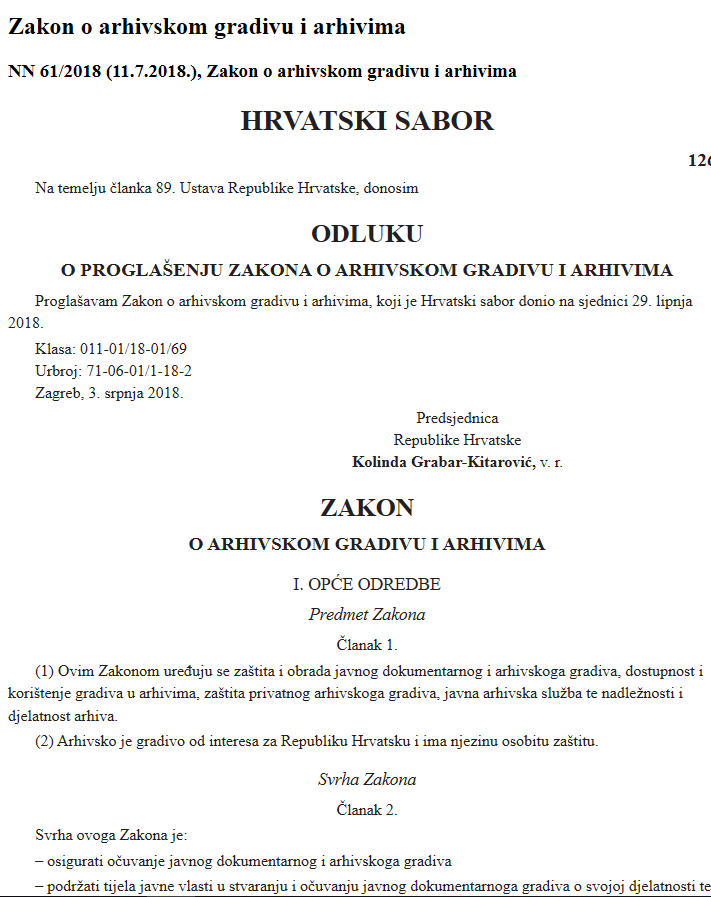 Zakon o arhivskom gradivu i arhivima
NN 61/2018 (11.7.2018.), Zakon o arhivskom gradivu i arhivima
HRVATSKI SABOR
126
Na temelju članka 89. Ustava Republike Hrvatske, donosim
ODLUKU
O PROGLAŠENJU ZAKONA O ARHIVSKOM GRADIVU I ARHIVIMA
Proglašavam Zakon o arhivskom gradivu i arhivima, koji je Hrvatski sabor donio na sjednici 29. lipnja
2018.
Klasa: 011-01/18-01/69
Urbroj: 71-06-01/1-18-2
Zagreb, 3. srpnja 2018.
Predsjednica
Republike Hrvatske
Kolinda Grabar-Kitarović, v. r.
ZAKON
O ARHIVSKOM GRADIVU I ARHIVIMA
I. OPĆE ODREDBE
Predmet Zakona
Članak 1.
(1) Ovim Zakonom uređuju se zaštita i obrada javnog dokumentarnog i arhivskoga gradiva, dostupnost i
korištenje gradiva u arhivima, zaštita privatnog arhivskoga gradiva, javna arhivska služba te nadležnosti i
djelatnost arhiva.
(2) Arhivsko je gradivo od interesa za Republiku Hrvatsku i ima njezinu osobitu zaštitu.
Svrha Zakona
Članak 2.
Svrha ovoga Zakona je:
– osigurati očuvanje javnog dokumentarnog i arhivskoga gradiva
– podržati tijela javne vlasti u stvaranju i očuvanju javnog dokumentarnoga gradiva o svojoj djelatnosti te